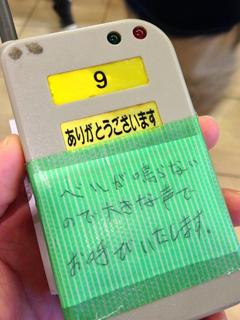 9
ありがとうございます
ベルが鳴らない
ので大きな声で
お呼びいたします。